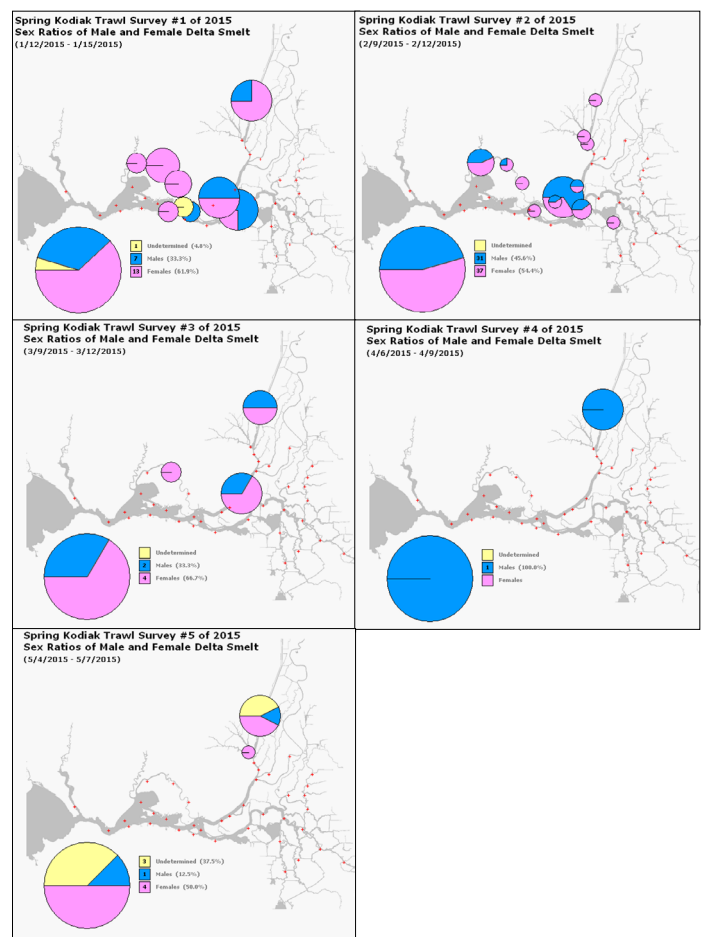 Spring Kodiak Trawl Survey #1 of 2015
Sex Ratios of Male and Female Delta Smelt
(1/12/2015 - 1/15/2015)
1 Undetermined (4.8%)
7 Males (33.3%)
13 Females (61.9%)
Spring Kodiak Trawl Survey #2 of 2015
Sex Ratios of Male and Female Delta Smelt
(2/9/2015 - 2/12/2015)
Undetermined
31 Males (45.6%)
37 Females (54.4%)
Spring Kodiak Trawl Survey #3 of 2015
Sex Ratios of Male and Female Delta Smelt
(3/9/2015 - 3/12/2015)
Undetermined
2 Males (33.3%)
4 Females (66.7%)
Spring Kodiak Trawl Survey #4 of 2015
Sex Ratios of Male and Female Delta Smelt
(4/6/2015 - 4/9/2015)
Undetermined
1 Males (100.0%)
Females
Spring Kodiak Trawl Survey #5 of 2015
Sex Ratios of Male and Female Delta Smelt
(5/4/2015 - 5/7/2015)
3 Undetermined (37.5%)
1 Males (12.5%)
4 Females (50.0%)